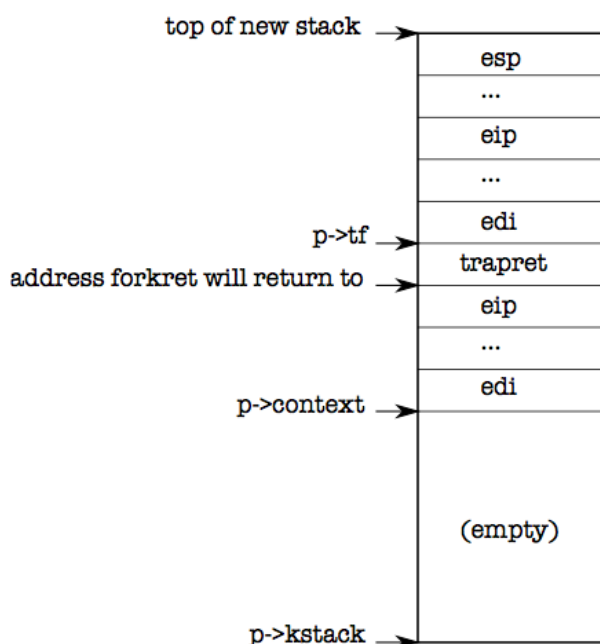 top of new stack
esp
...
eip
...
edi
p->tf
trapret
address forkret will return to
eip
...
edi
p->context
(empty)
p->kstack